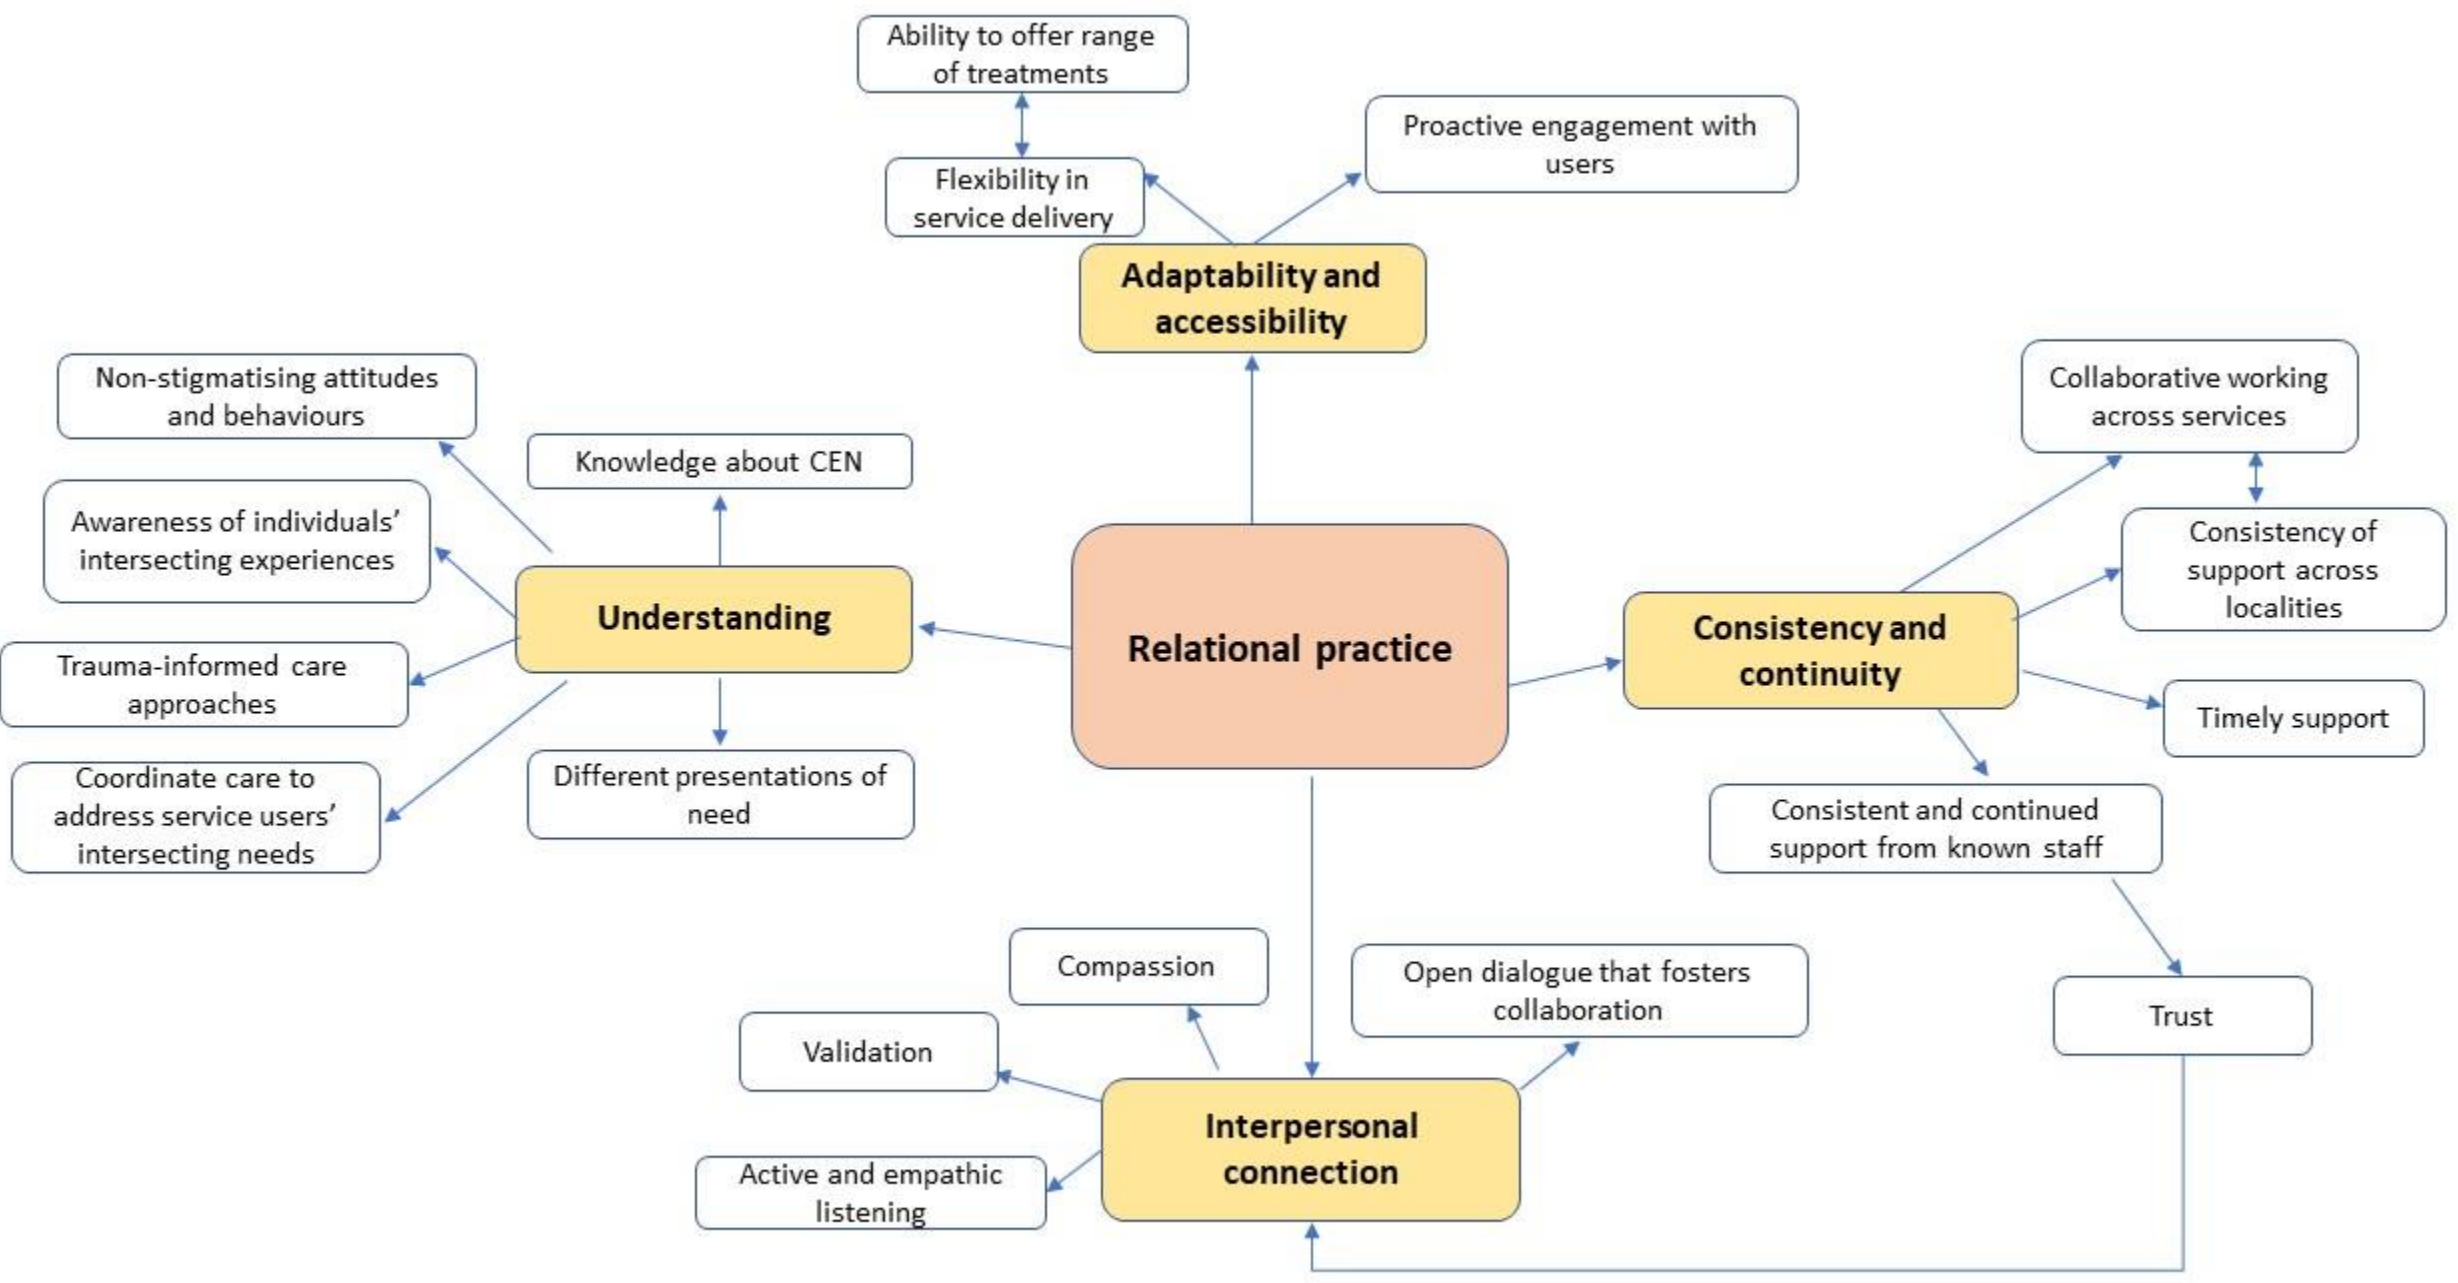 Ability to offer range
of treatments
Proactive engagement with
users
Flexibility in
service delivery
Adaptability and
accessibility
Non-stigmatising attitudes
and behaviours
Knowledge about CEN
Awareness of individuals’
intersecting experiences
Understanding
Trauma-informed care
approaches
Coordinate care to
address service users’
intersecting needs
Different presentations of
need
Relational practice
Collaborative working
across services
Consistency of
support across
localities
Consistency and
continuity
Timely support
Consistent and continued
support from known staff
Trust
Compassion
Open dialogue that fosters
collaboration
Validation
Interpersonal
connection
Active and empathic
listening